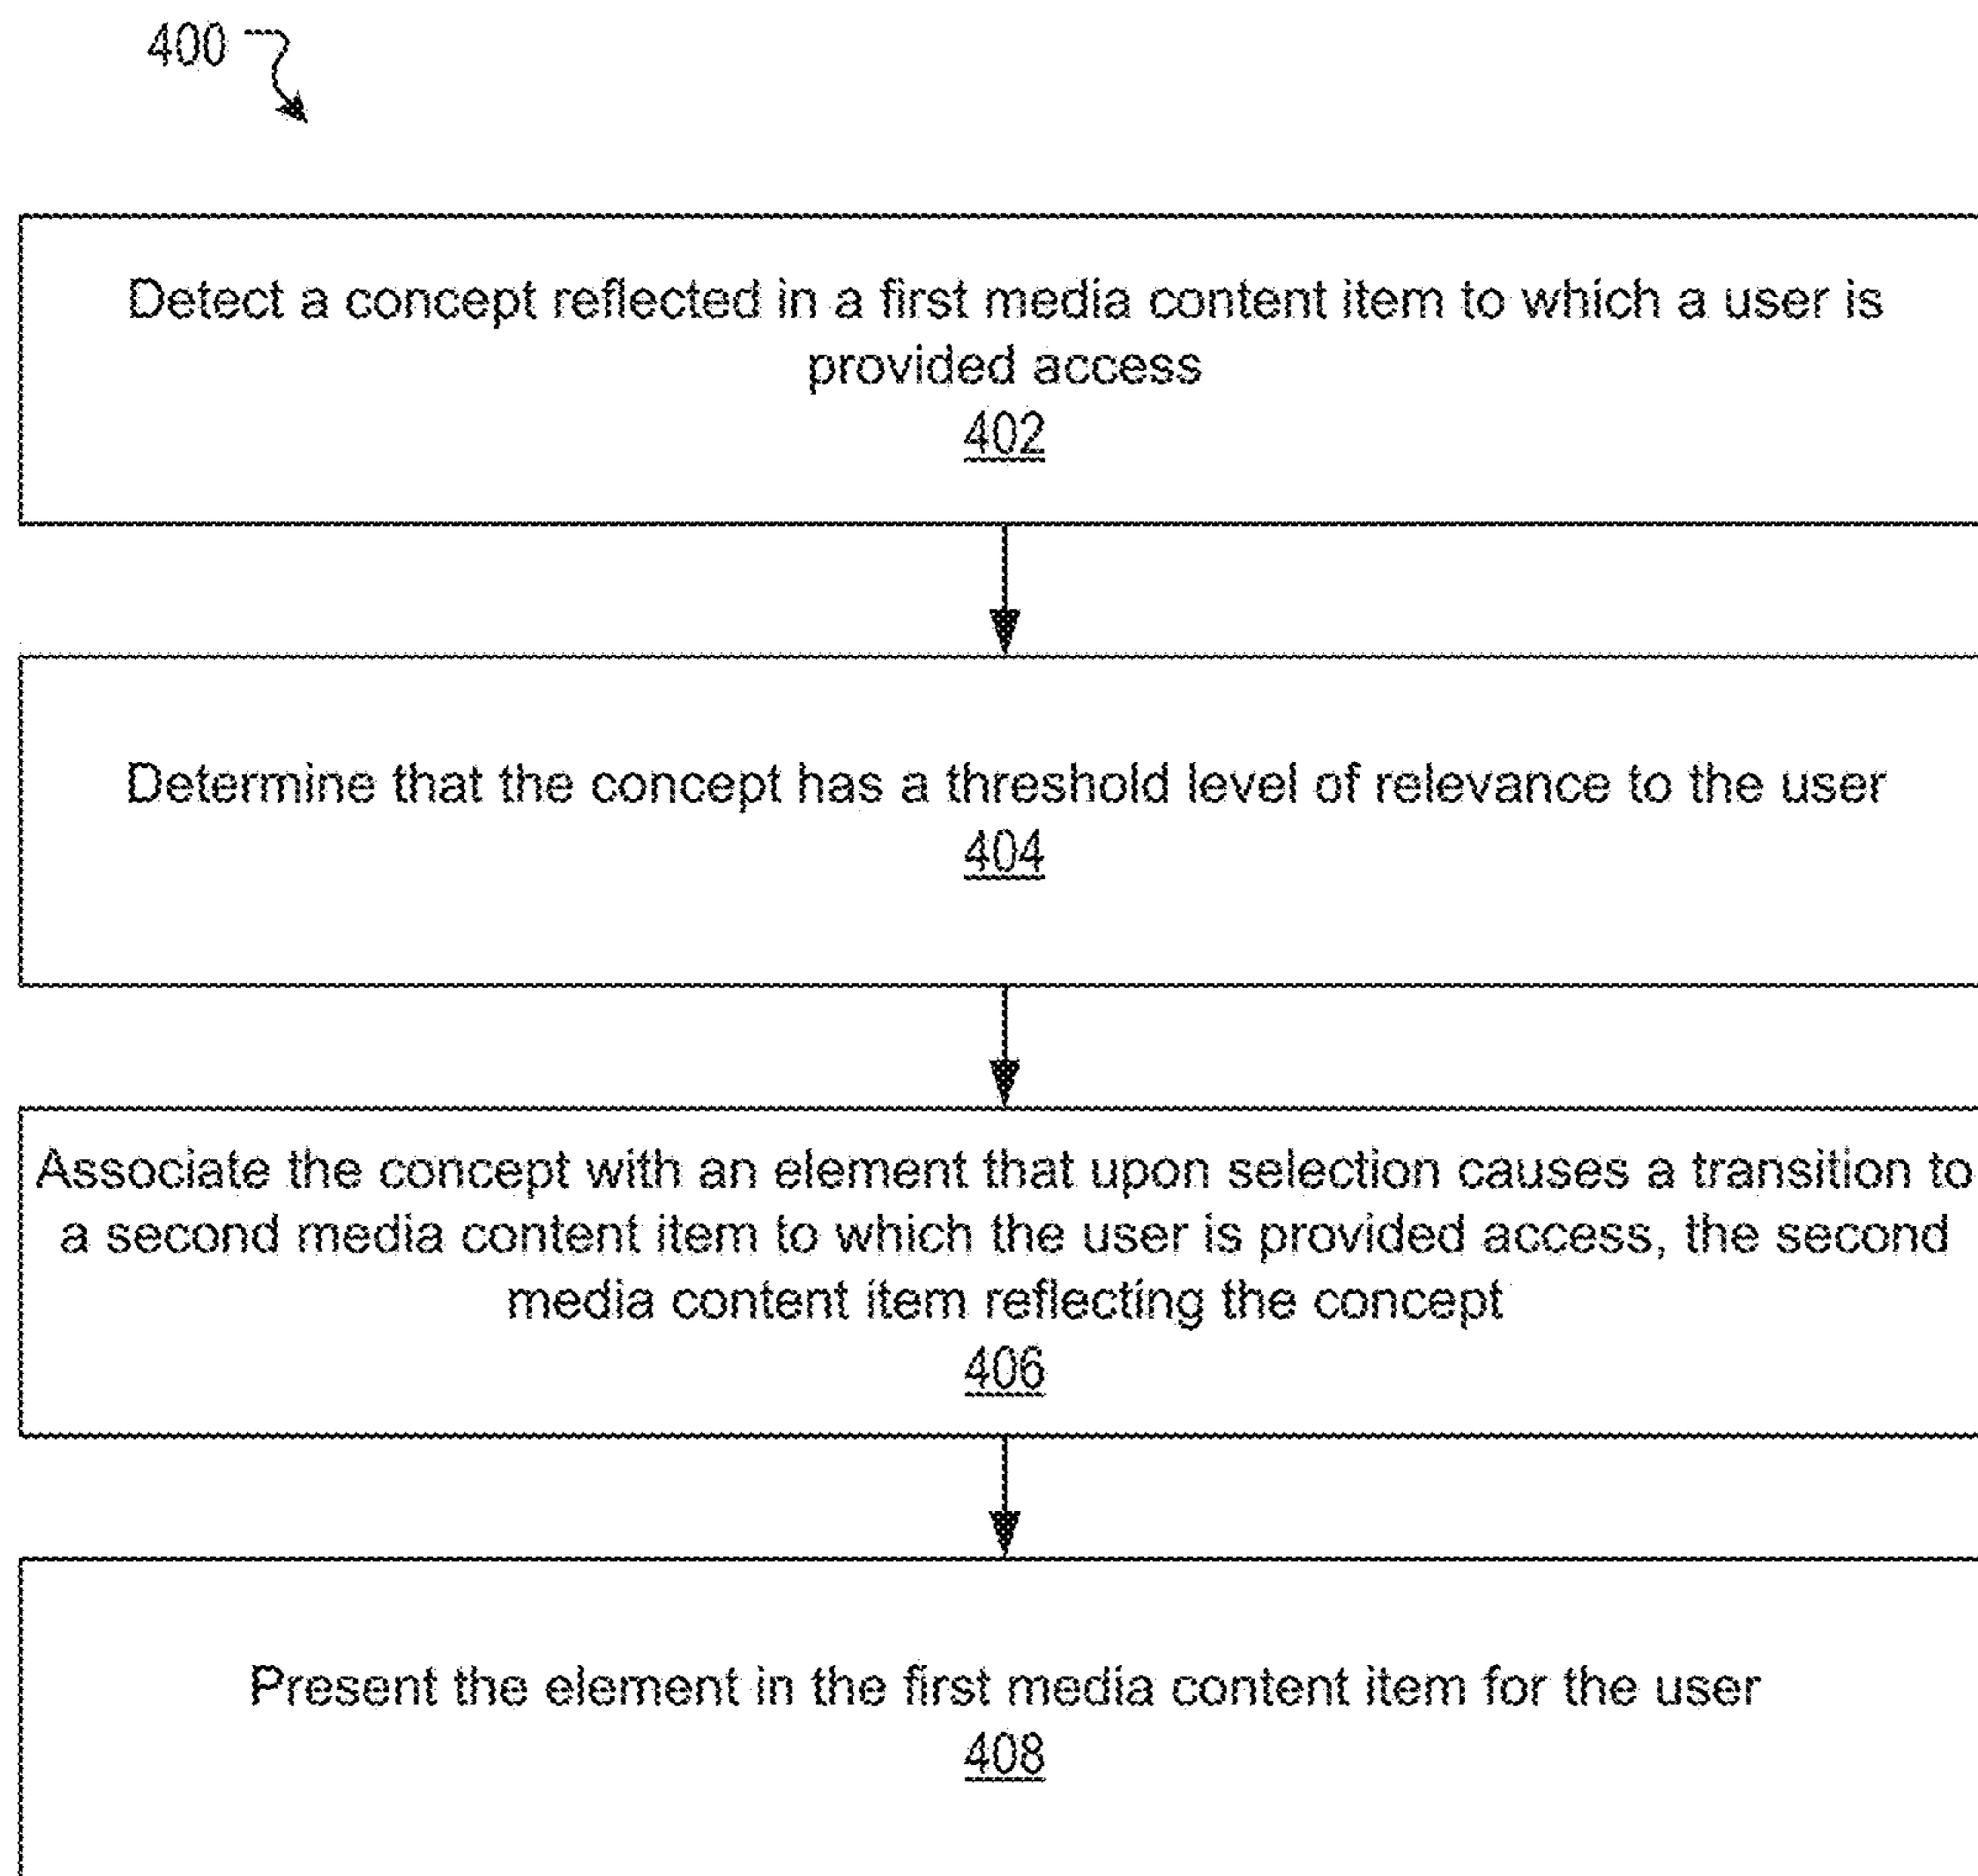 400
Detect a concept reflected in a first media content item to which a user is
provided access
402
Determine that the concept has a threshold level of relevance to the user
404
Associate the concept with an element that upon selection causes a transition to
a second media content item to which the user is provided access, the second
media content item reflecting the concept
406
Present the element in the first media content item for the user
408